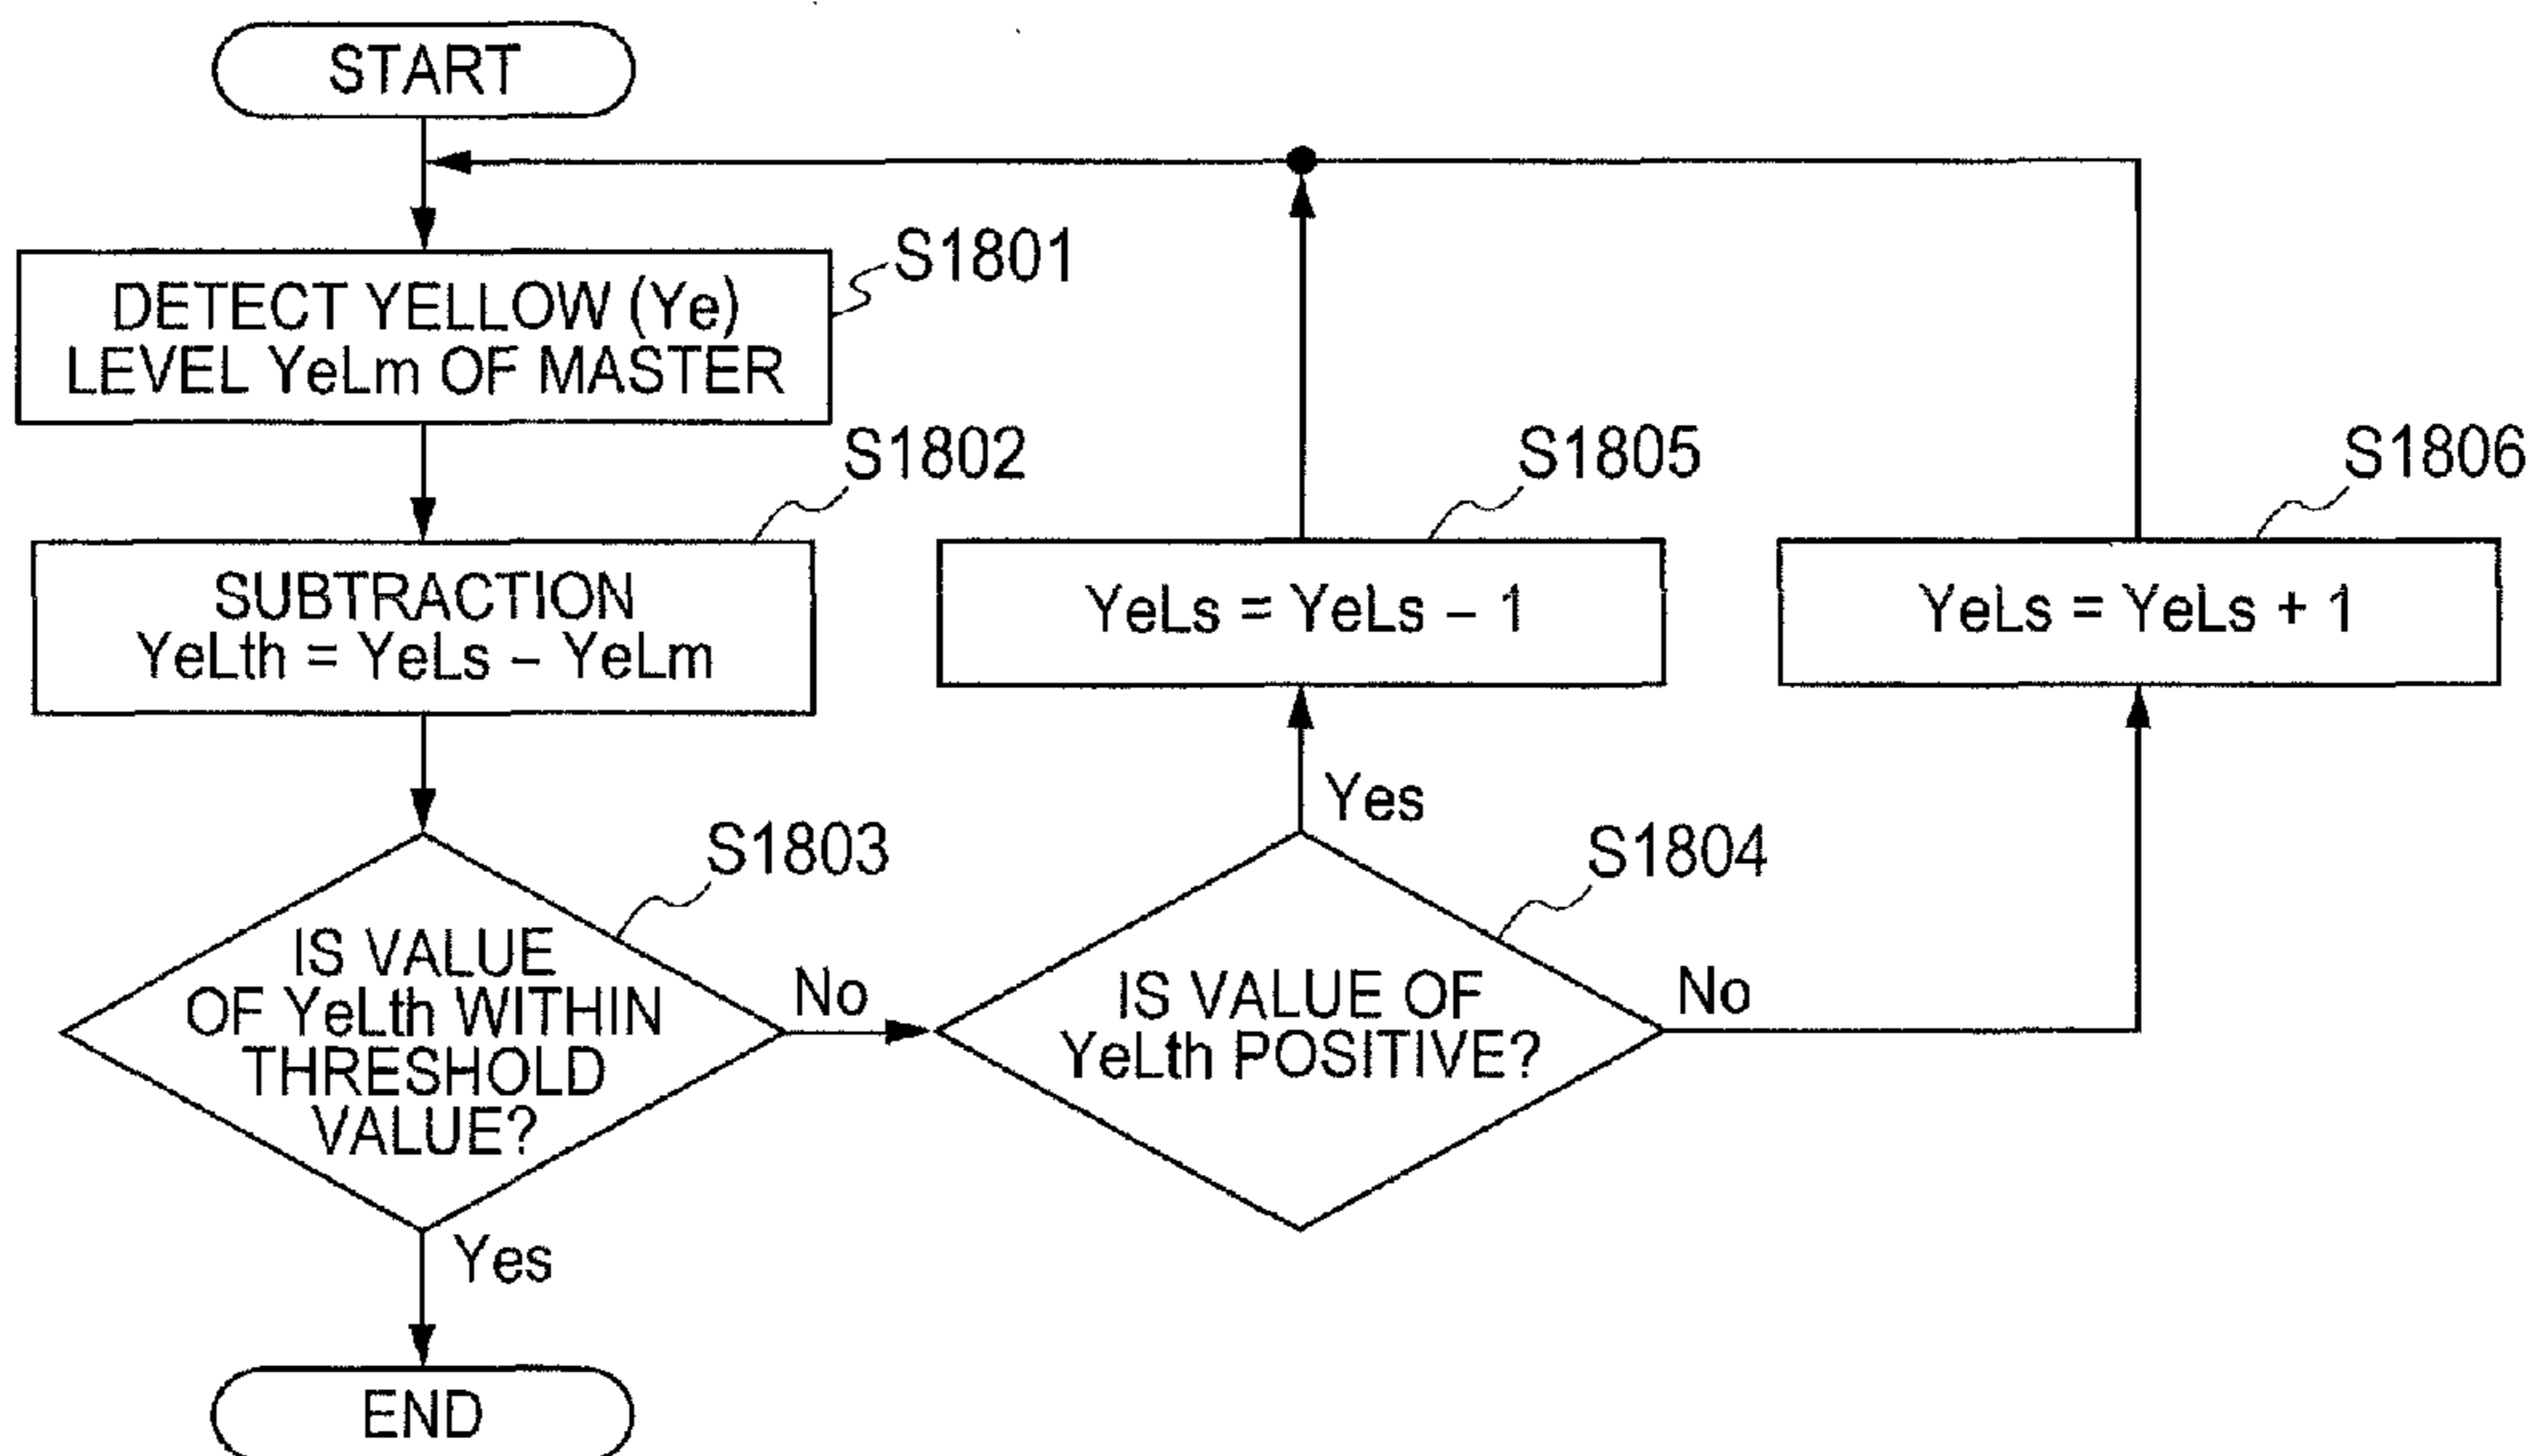 START
S1801
DETECT YELLOW (Ye)
LEVEL YeLm OF MASTER
S1802
SUBTRACTION
YeLth = YeLs – YeLm
S1805
YeLs = YeLs – 1
S1806
YeLs = YeLs + 1
S1803
IS VALUE
OF YeLth WITHIN
THRESHOLD
VALUE?
No
Yes
S1804
IS VALUE OF
YeLth POSITIVE?
Yes
No
END